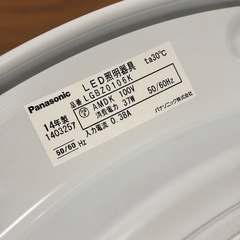 Panasonic LED照明器具 ta30℃
品番 LGBZ0106K
14年製 AMDK 100V 50/60Hz
1403257 消費電力 37W
50/60 Hz 入力電流 0.38A
パナソニック株式会社